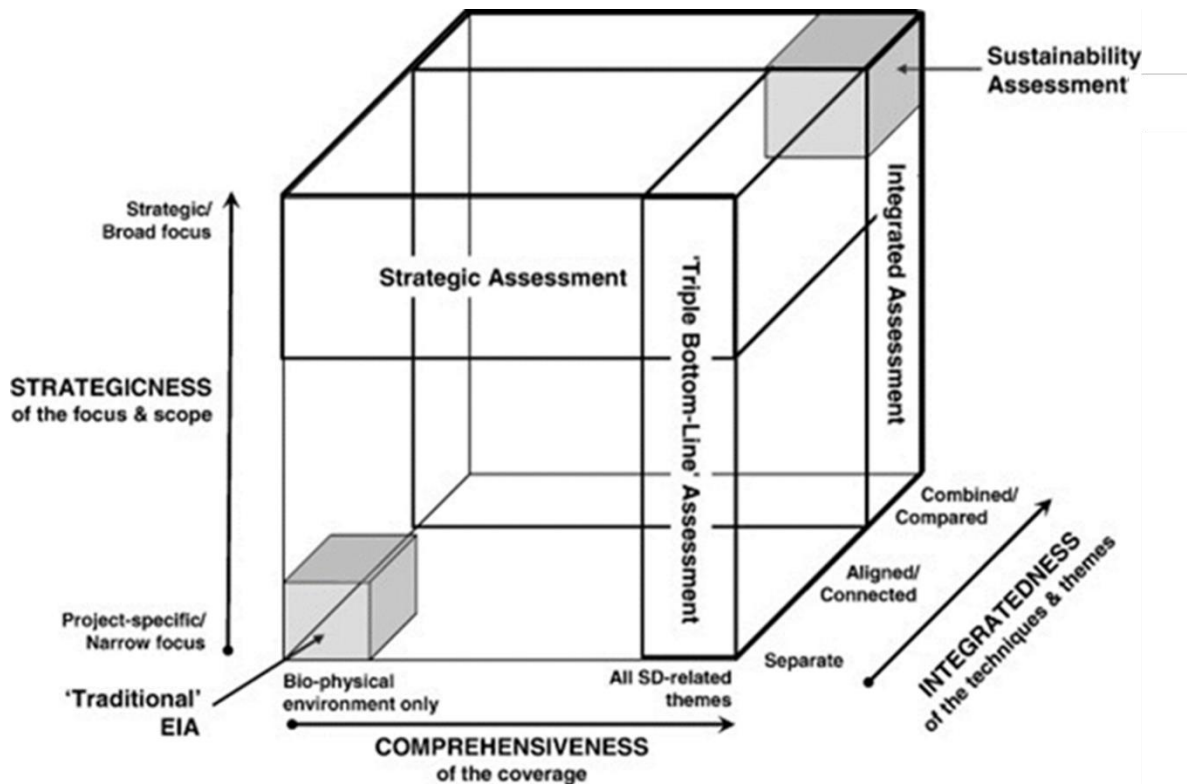 Sustainability
Assessment
Strategic/
Broad focus
Strategic Assessment
'Triple Bottom-Line' Assessment
Integrated Assessment
STRATEGICNESS
of the focus & scope
Combined/
Compared
Aligned/
Connected
Project-specific/
Narrow focus
Separate
INTEGRATEDNESS
of the techniques & themes
'Traditional'
EIA
Bio-physical
environment only
All SD-related
themes
COMPREHENSIVENESS
of the coverage